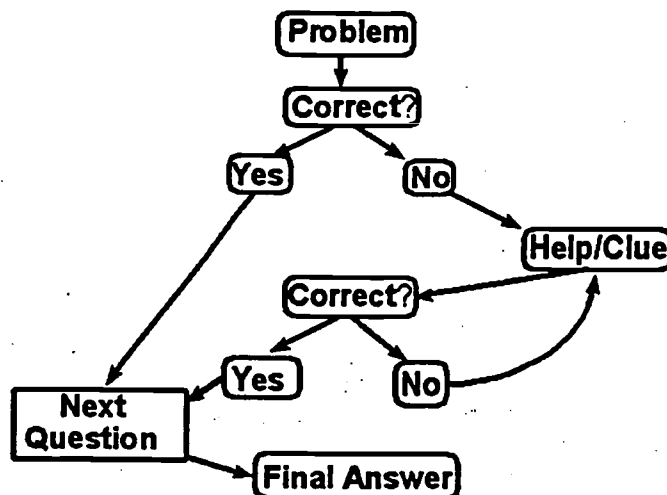 Problem
Correct?
Yes
No
Help/Clue
Correct?
Yes
No
Next
Question
Final Answer